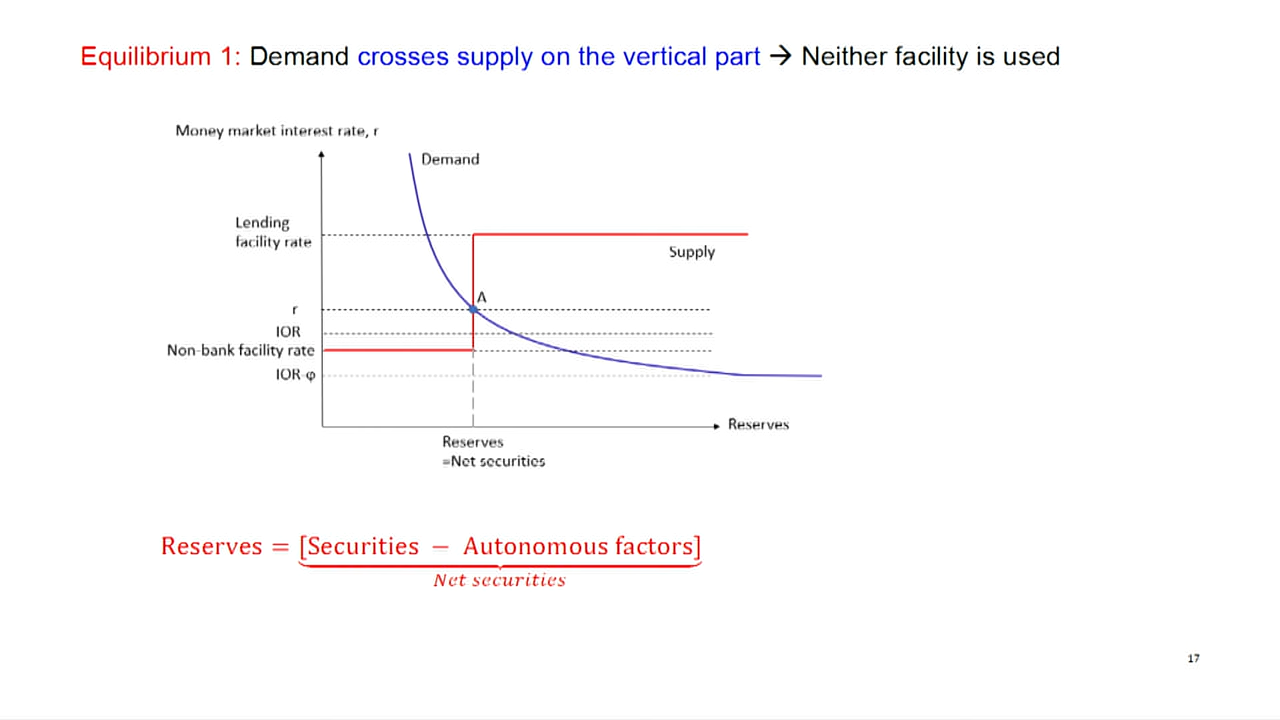 Equilibrium 1: Demand crosses supply on the vertical part → Neither facility is used
Money market interest rate, r
Demand
Lending
facility rate
Supply
A
r
IOR
Non-bank facility rate
IOR-φ
Reserves
Reserves
=Net securities
Reserves = [Securities − Autonomous factors]
Net securities
17